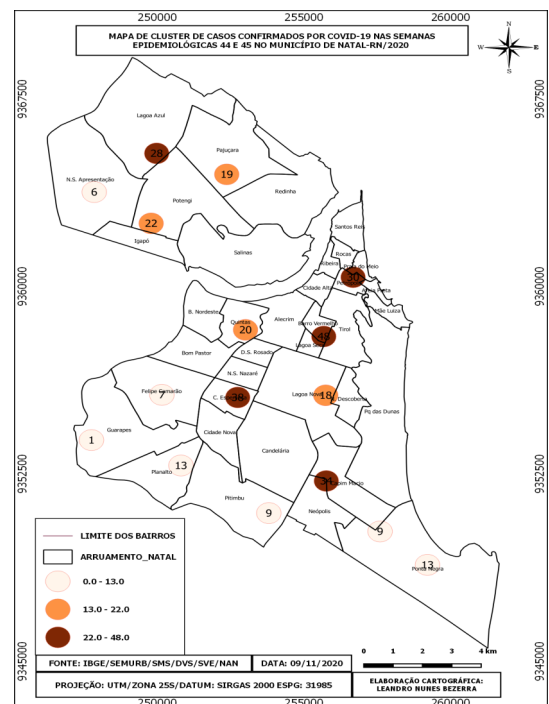 250000 255000 260000
MAPA DE CLUSTER DE CASOS CONFIRMADOS POR COVID-19 NAS SEMANAS
EPIDEMIOLÓGICAS 44 E 45 NO MUNICÍPIO DE NATAL-RN/2020
N
W E
S
9367500 9367500
Lagoa Azul
28
Pajuçara
19
N.S. Apresentação
6
Potengi
Redinha
22
Igapó
Salinas
Santos Reis
Rocas
Ribeira
Praia do Meio
30
Cidade Alta
Areia Preta
Mãe Luiza
9360000 9360000
B. Nordeste
Quintas
20
Alecrim
Barro Vermelho
Tirol
48
Lagoa Seca
Bom Pastor
D.S. Rosado
N.S. Nazaré
Felipe Camarão
7
C. Esperança
38
Lagoa Nova
18
Descoberta
Pq das Dunas
Guarapes
1
Cidade Nova
Candelária
Planalto
13
9352500 9352500
34
Pitimbu
9
Neópolis
9
13
Ponta Negra
LIMITE DOS BAIRROS
ARRUAMENTO_NATAL
0.0 - 13.0
13.0 - 22.0
22.0 - 48.0
0 1 2 3 4 km
9345000 9345000
FONTE: IBGE/SEMURB/SMS/DVS/SVE/NAN DATA: 09/11/2020
PROJEÇÃO: UTM/ZONA 25S/DATUM: SIRGAS 2000 ESPG: 31985
ELABORAÇÃO CARTOGRÁFICA:
LEANDRO NUNES BEZERRA
250000 255000 260000